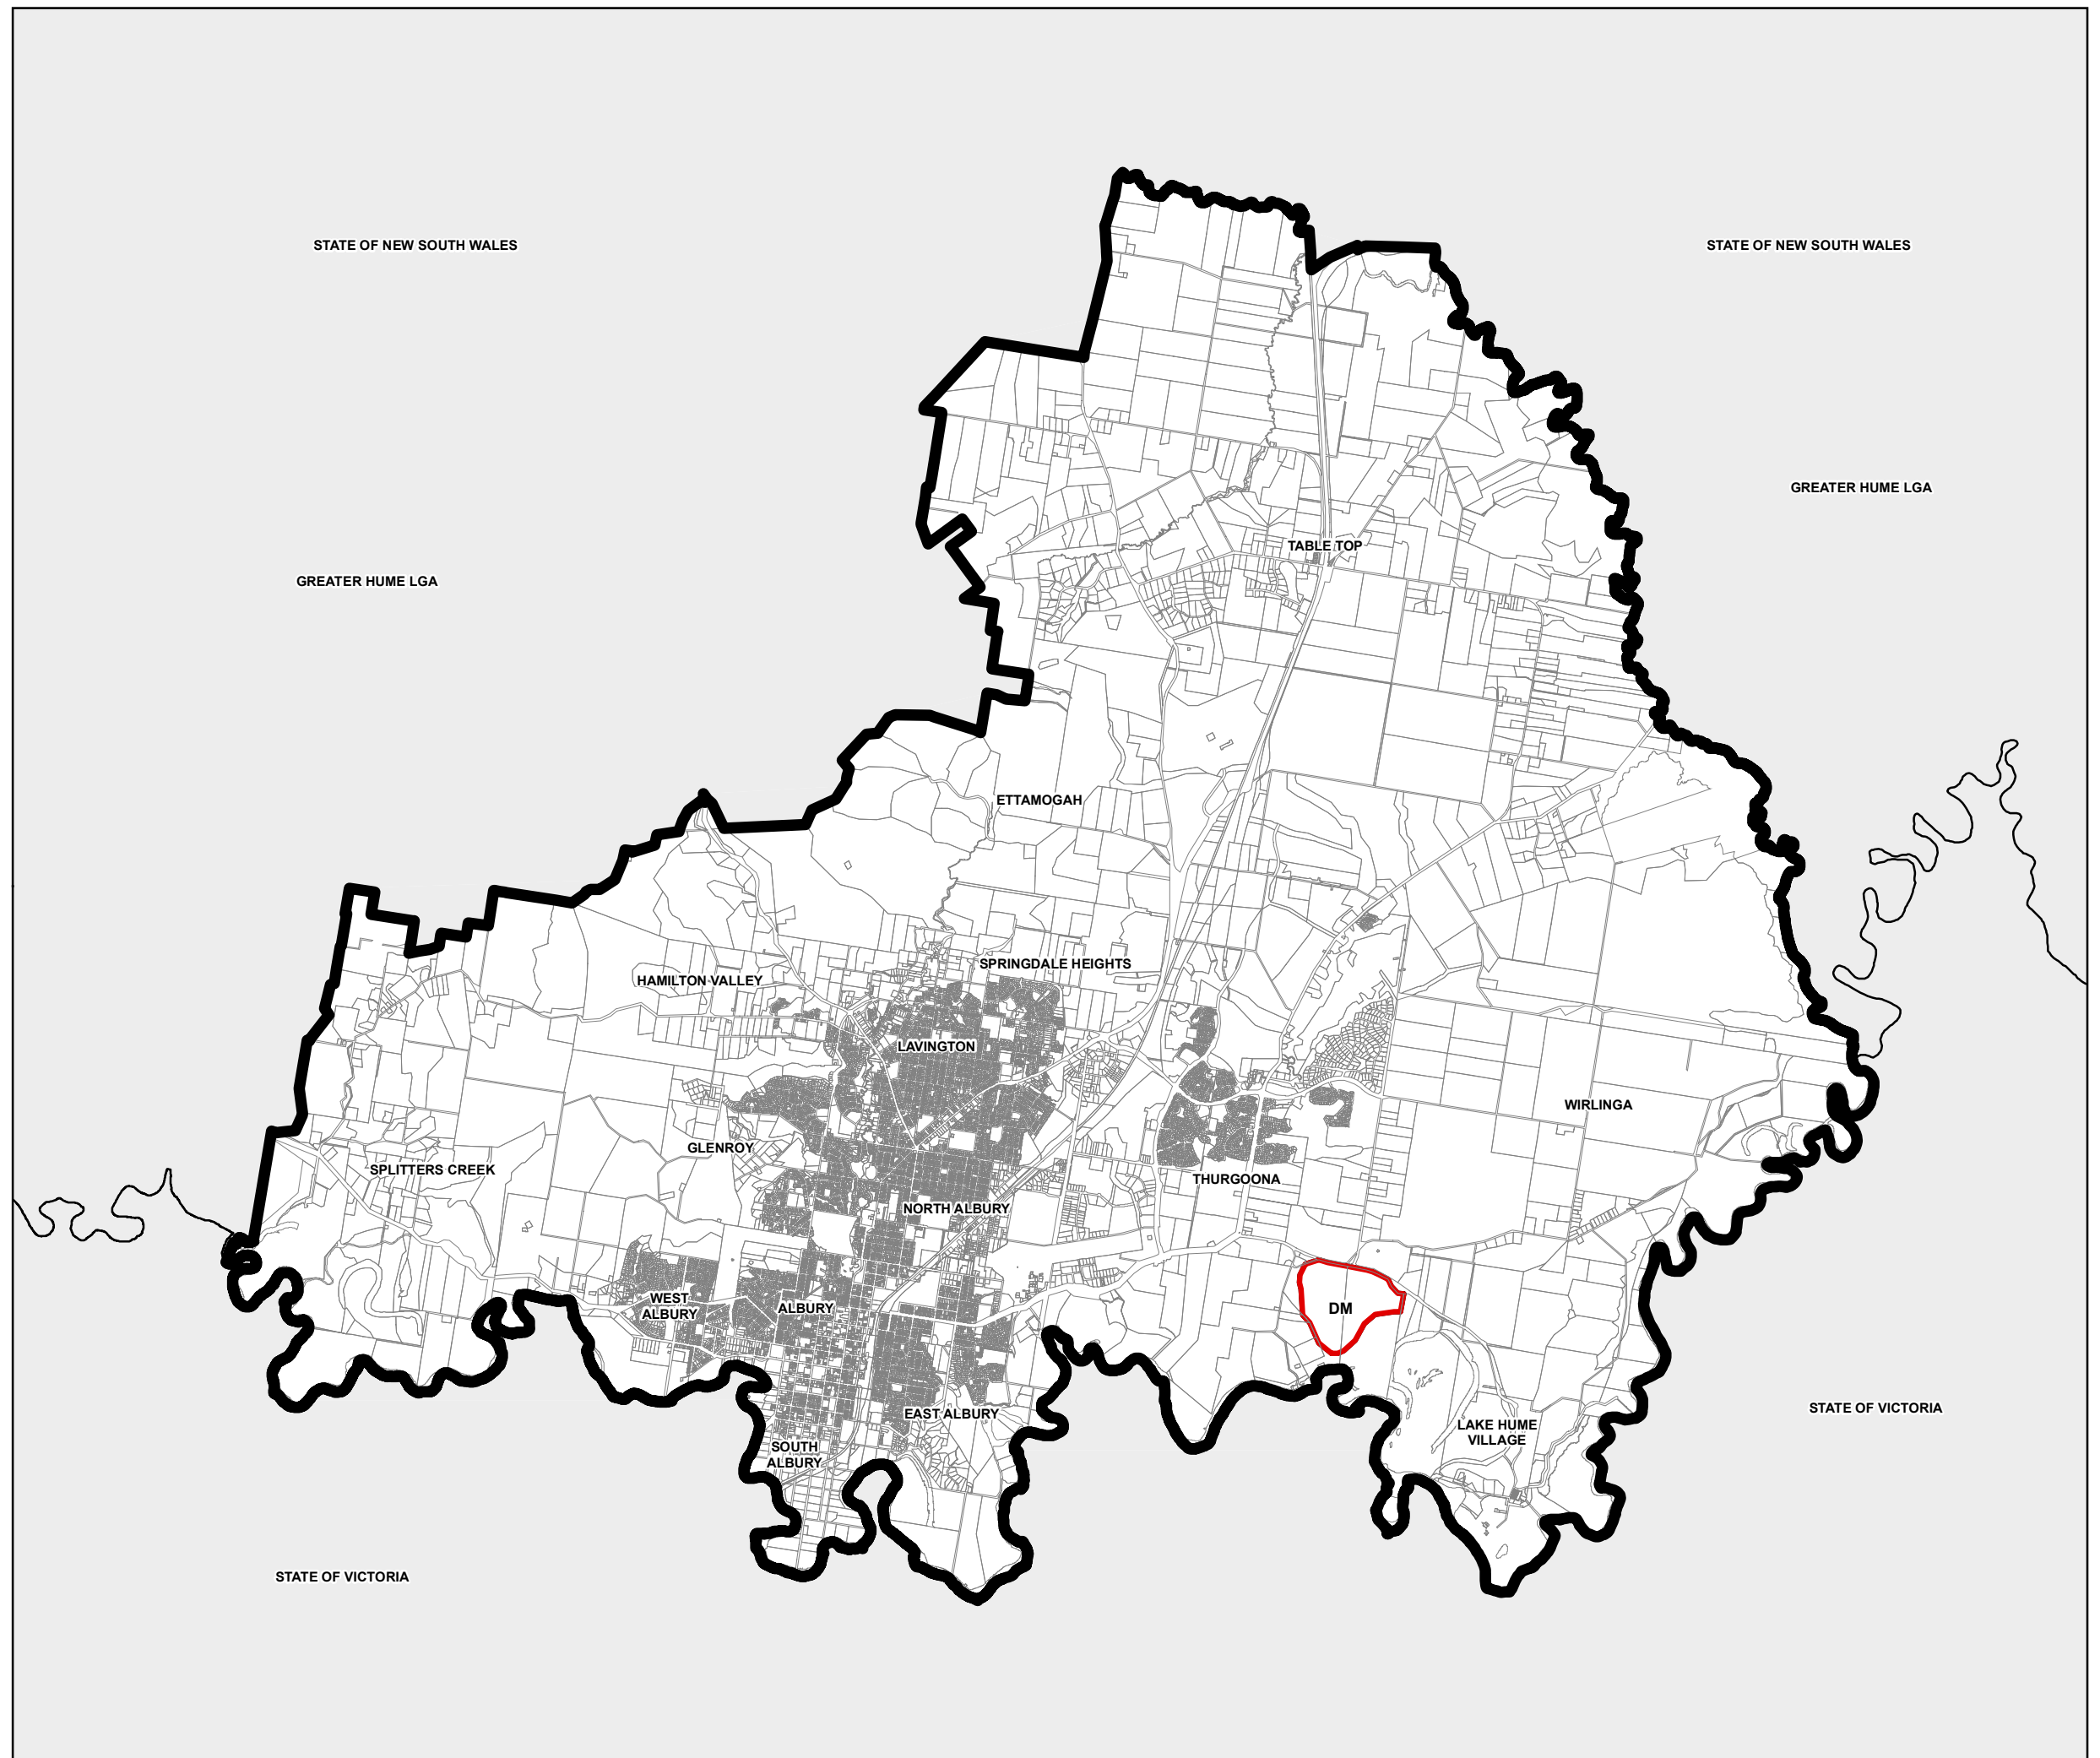 STATE OF NEW SOUTH WALES
STATE OF NEW SOUTH WALES
GREATER HUME LGA
TABLE TOP
GREATER HUME LGA
ETTAMOGAH
SPRINGDALE HEIGHTS
HAMILTON VALLEY
LAVINGTON
WIRLINGA
GLENROY
SPLITTERS CREEK
THURGOONA
NORTH ALBURY
WEST
ALBURY
ALBURY
DM
STATE OF VICTORIA
EAST ALBURY
LAKE HUME
VILLAGE
SOUTH
ALBURY
STATE OF VICTORIA